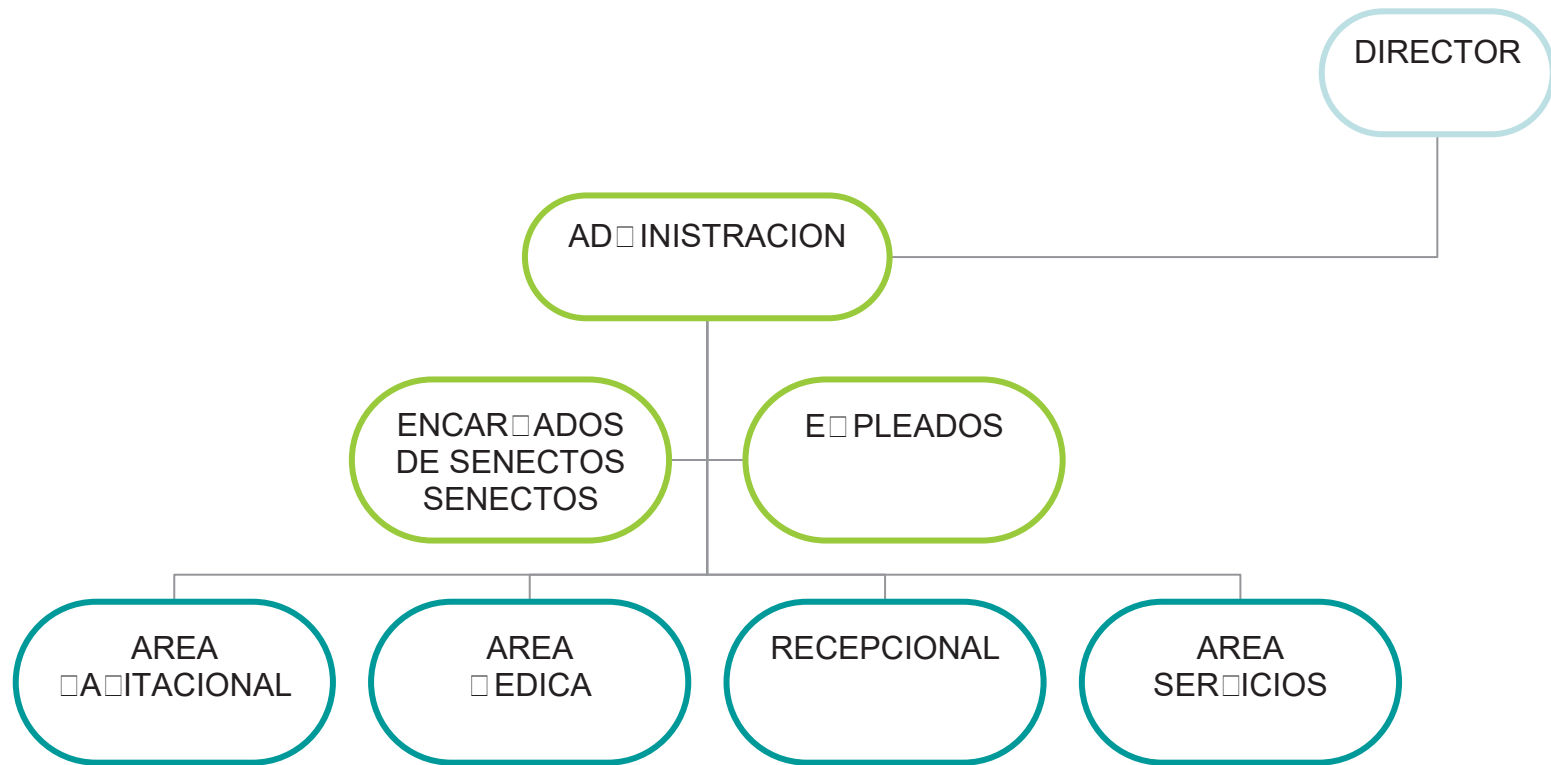 DIRECTOR
AD□INISTRACION
ENCAR□ADOS
DE SENECTOS
SENECTOS
E□PLEADOS
AREA
□A□ITACIONAL
AREA
□EDICA
RECEPCIONAL
AREA
SER□ICIOS